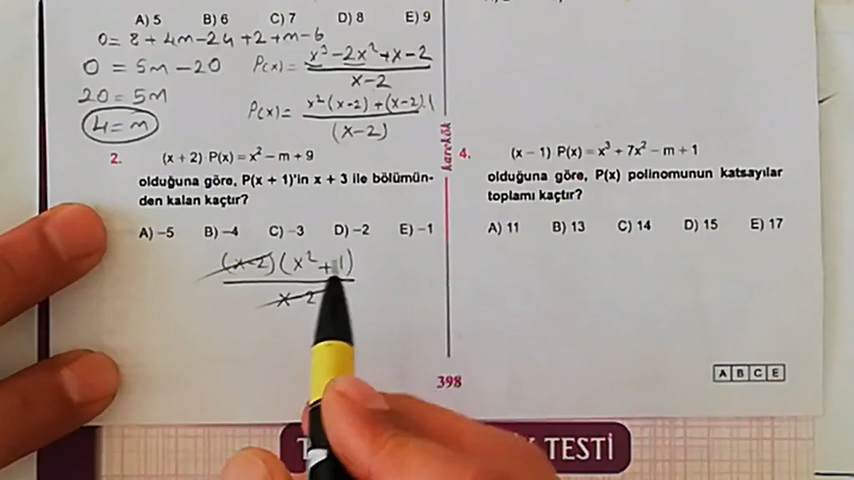 A) 5 B) 6 C) 7 D) 8 E) 9
0 = 8 + 4m - 24 + 2 + m - 6
0 = 5m - 20
20 = 5m
4 = m
P(x) = x³ - 2x² + x - 2
x - 2
P(x) = x²(x-2) + (x-2).1
(x-2)
2. (x + 2) P(x) = x² – m + 9
olduğuna göre, P(x + 1)'in x + 3 ile bölümün-
den kalan kaçtır?
A) –5 B) –4 C) –3 D) –2 E) –1
(x-2)(x²+1)
x-2
karekök
4. (x – 1) P(x) = x³ + 7x² – m + 1
olduğuna göre, P(x) polinomunun katsayılar
toplamı kaçtır?
A) 11 B) 13 C) 14 D) 15 E) 17
398
A B C E
TESTİ